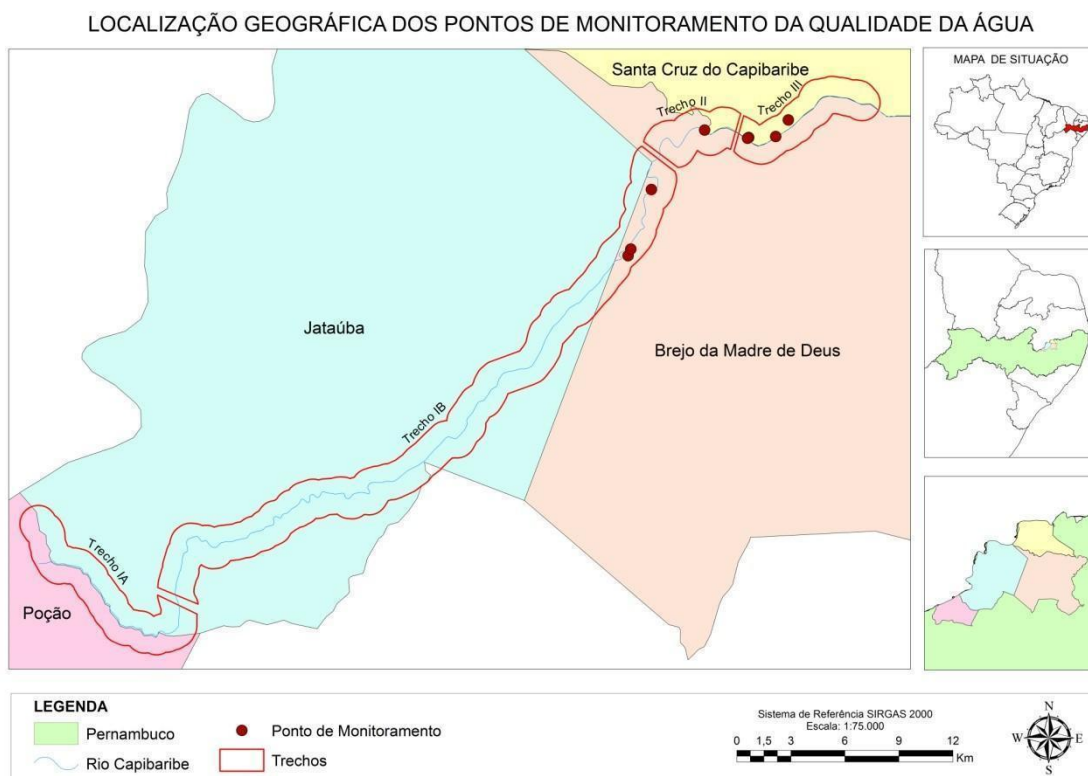 LOCALIZAÇÃO GEOGRÁFICA DOS PONTOS DE MONITORAMENTO DA QUALIDADE DA ÁGUA
MAPA DE SITUAÇÃO
Santa Cruz do Capibaribe
Trecho II
Trecho III
Jataúba
Brejo da Madre de Deus
Trecho IB
Trecho IA
Poção
LEGENDA
Pernambuco
Rio Capibaribe
Ponto de Monitoramento
Trechos
Sistema de Referência SIRGAS 2000
Escala: 1:75.000
0 1,5 3 6 9 12
Km
N
W E
S